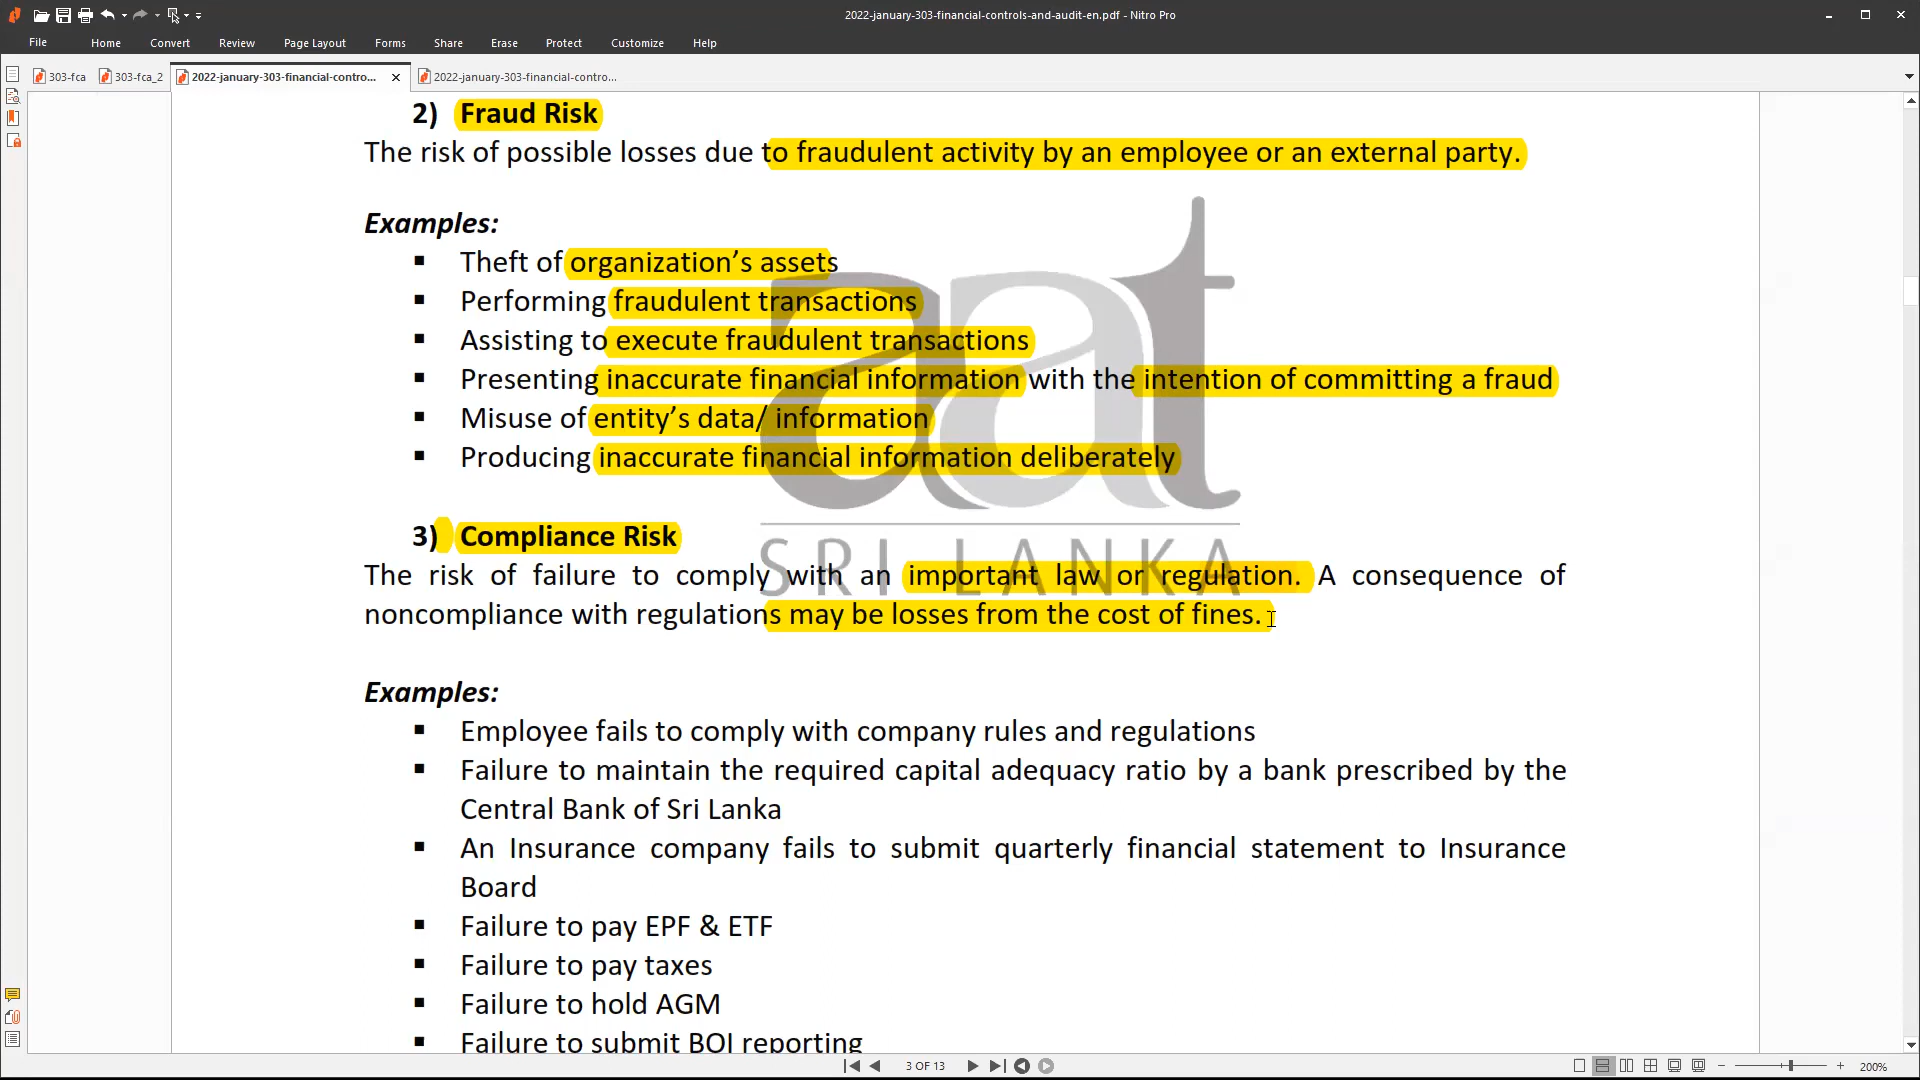 2022-january-303-financial-controls-and-audit-en.pdf - Nitro Pro
File Home Convert Review Page Layout Forms Share Erase Protect Customize Help
303-fca 303-fca_2 2022-january-303-financial-contro... 2022-january-303-financial-contro...
2) Fraud Risk
The risk of possible losses due to fraudulent activity by an employee or an external party.
Examples:
▪ Theft of organization’s assets
▪ Performing fraudulent transactions
▪ Assisting to execute fraudulent transactions
▪ Presenting inaccurate financial information with the intention of committing a fraud
▪ Misuse of entity’s data/ information
▪ Producing inaccurate financial information deliberately
aat
SRI LANKA
3) Compliance Risk
The risk of failure to comply with an important law or regulation. A consequence of
noncompliance with regulations may be losses from the cost of fines.
Examples:
▪ Employee fails to comply with company rules and regulations
▪ Failure to maintain the required capital adequacy ratio by a bank prescribed by the
Central Bank of Sri Lanka
▪ An Insurance company fails to submit quarterly financial statement to Insurance
Board
▪ Failure to pay EPF & ETF
▪ Failure to pay taxes
▪ Failure to hold AGM
▪ Failure to submit BOI reporting
3 OF 13
200%